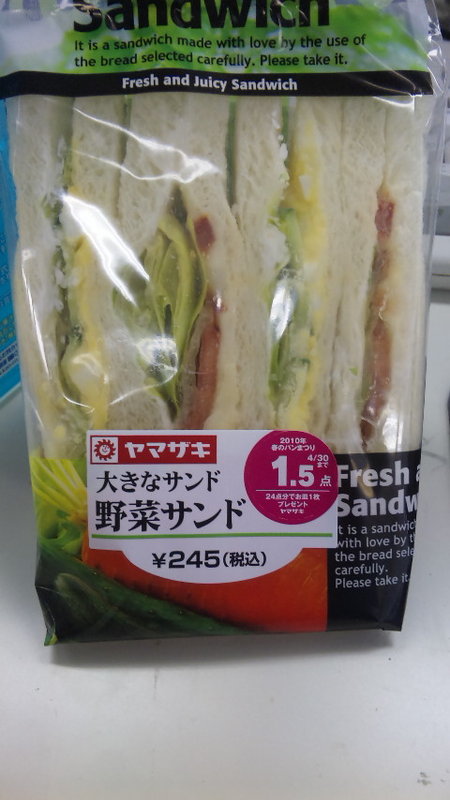 Sandwich
It is a sandwich made with love by the use of
the bread selected carefully. Please take it.
Fresh and Juicy Sandwich
ヤマザキ
大きなサンド
野菜サンド
¥245(税込)
2010年
春のパンまつり
4/30
まで
1.5点
24点分でお皿1枚
プレゼント
ヤマザキ
Fresh a
Sandw
It is a sandwich
with love by t
the bread sele
carefully.
Please take it.